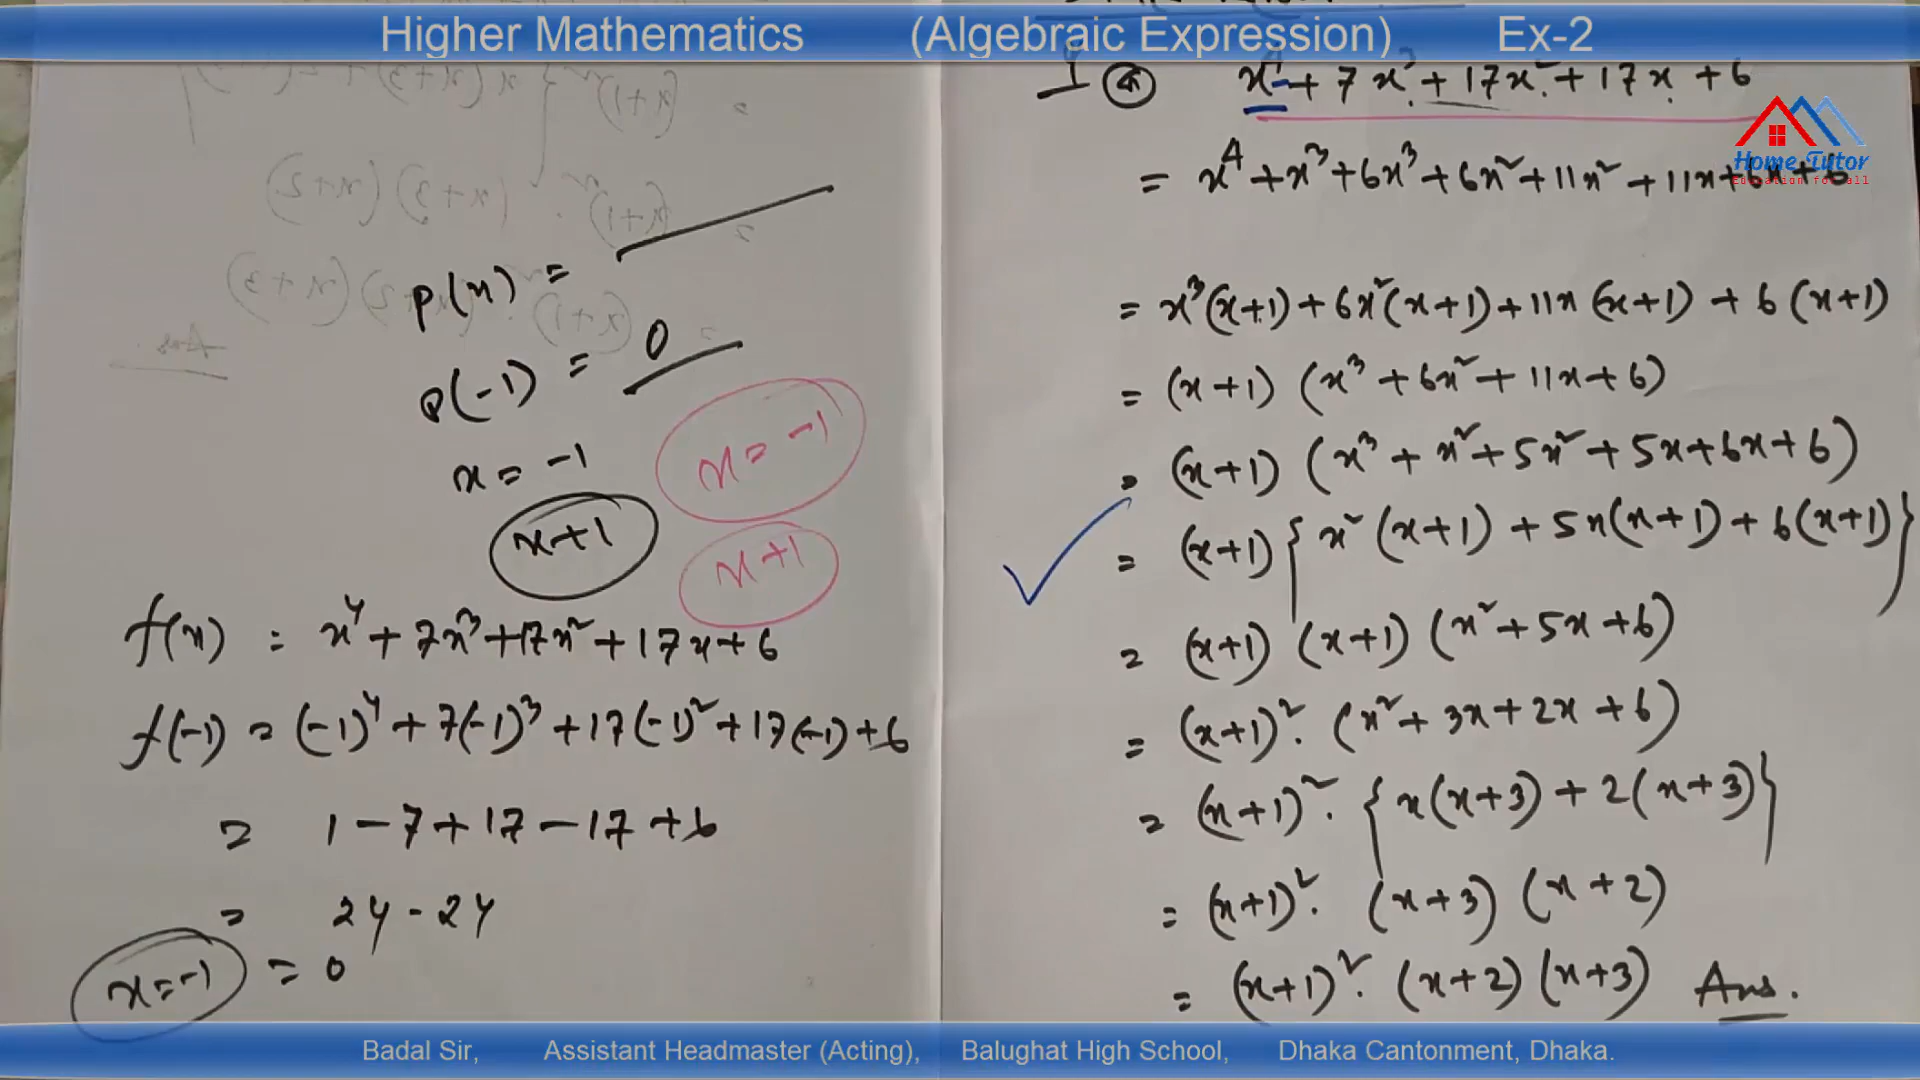 Higher Mathematics (Algebraic Expression) Ex-2
p(x) =
p(-1) = 0
x = -1
x+1
x = -1
x+1
f(x) = x⁴ + 7x³ + 17x² + 17x + 6
f(-1) = (-1)⁴ + 7(-1)³ + 17(-1)² + 17(-1) + 6
= 1 - 7 + 17 - 17 + 6
= 24 - 24
x = -1 = 0
1 ⓚ x⁴ + 7x³ + 17x² + 17x + 6
Home Tutor
Education for all
= x⁴ + x³ + 6x³ + 6x² + 11x² + 11x + 6x + 6
= x³(x+1) + 6x²(x+1) + 11x(x+1) + 6(x+1)
= (x+1) (x³ + 6x² + 11x + 6)
= (x+1) (x³ + x² + 5x² + 5x + 6x + 6)
= (x+1) {x²(x+1) + 5x(x+1) + 6(x+1)}
= (x+1) (x+1) (x² + 5x + 6)
= (x+1)². (x² + 3x + 2x + 6)
= (x+1)². {x(x+3) + 2(x+3)}
= (x+1)². (x+3) (x+2)
= (x+1)². (x+2) (x+3) Ans.
Badal Sir, Assistant Headmaster (Acting), Balughat High School, Dhaka Cantonment, Dhaka.